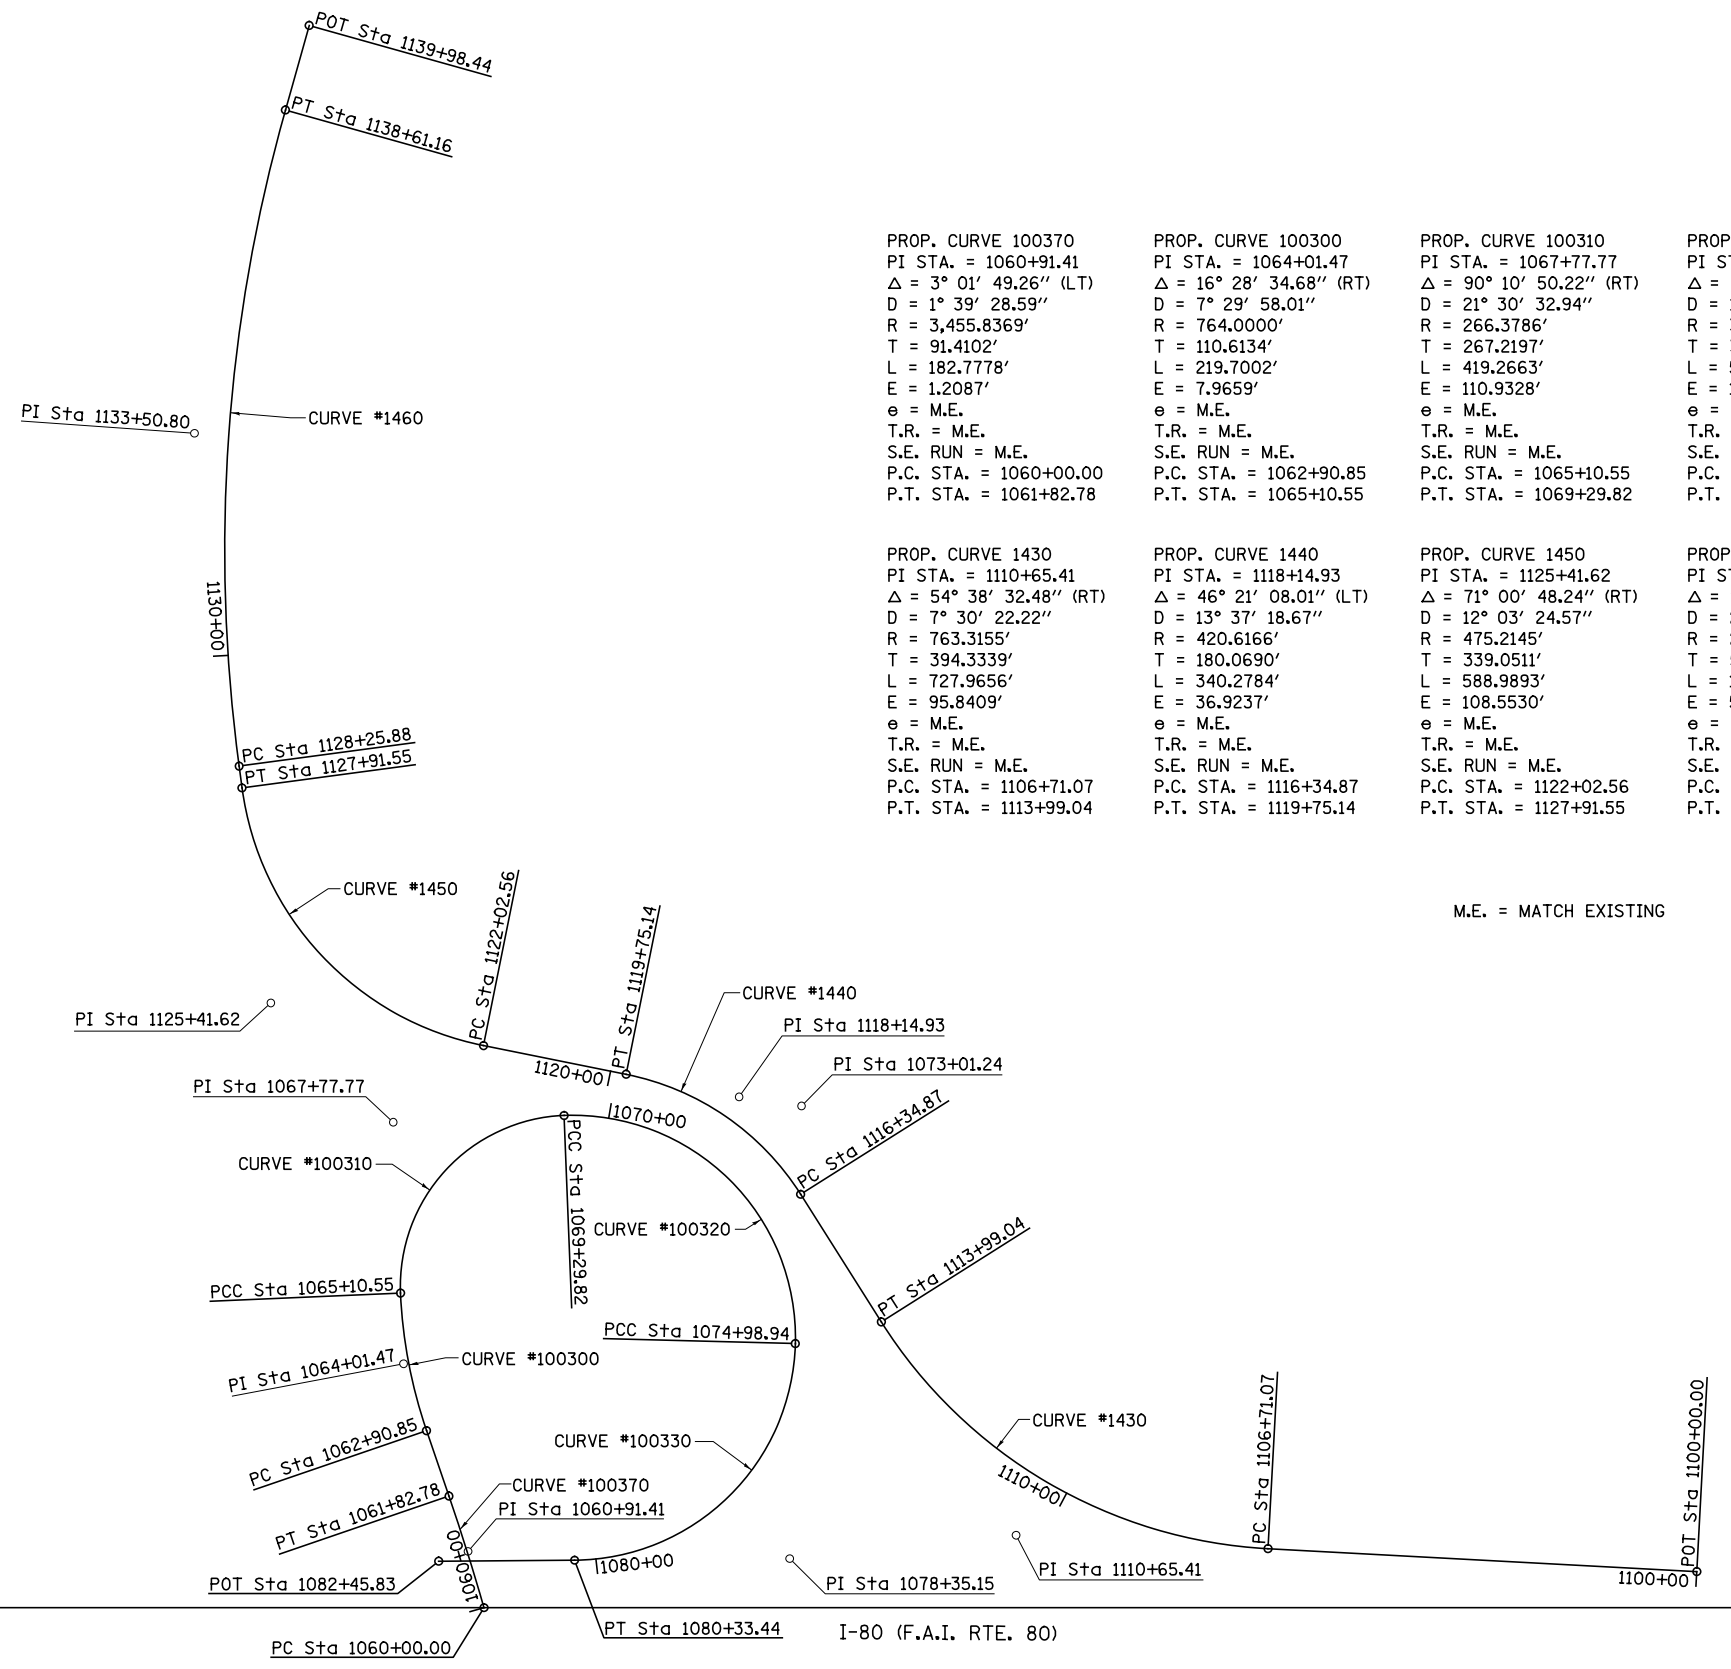 POT Sta 1139+98.44
PT Sta 1138+61.16
PI Sta 1133+50.80
CURVE #1460
1130+00
PC Sta 1128+25.88
PT Sta 1127+91.55
CURVE #1450
PC Sta 1122+02.56
PT Sta 1119+75.14
CURVE #1440
PI Sta 1118+14.93
PI Sta 1073+01.24
PI Sta 1125+41.62
1120+00
PI Sta 1067+77.77
1070+00
PC Sta 1116+34.87
CURVE #100310
PCC Sta 1069+29.82
CURVE #100320
PT Sta 1113+99.04
PCC Sta 1065+10.55
PCC Sta 1074+98.94
PI Sta 1064+01.47
CURVE #100300
PC Sta 1062+90.85
CURVE #100330
CURVE #1430
PC Sta 1106+71.07
POT Sta 1100+00.00
1110+00
CURVE #100370
PT Sta 1061+82.78
PI Sta 1060+91.41
1060+00
1080+00
POT Sta 1082+45.83
PI Sta 1078+35.15
PI Sta 1110+65.41
1100+00
PT Sta 1080+33.44
PC Sta 1060+00.00
I-80 (F.A.I. RTE. 80)
PROP. CURVE 100370
PI STA. = 1060+91.41
Δ = 3° 01' 49.26" (LT)
D = 1° 39' 28.59"
R = 3,455.8369'
T = 91.4102'
L = 182.7778'
E = 1.2087'
e = M.E.
T.R. = M.E.
S.E. RUN = M.E.
P.C. STA. = 1060+00.00
P.T. STA. = 1061+82.78
PROP. CURVE 100300
PI STA. = 1064+01.47
Δ = 16° 28' 34.68" (RT)
D = 7° 29' 58.01"
R = 764.0000'
T = 110.6134'
L = 219.7002'
E = 7.9659'
e = M.E.
T.R. = M.E.
S.E. RUN = M.E.
P.C. STA. = 1062+90.85
P.T. STA. = 1065+10.55
PROP. CURVE 100310
PI STA. = 1067+77.77
Δ = 90° 10' 50.22" (RT)
D = 21° 30' 32.94"
R = 266.3786'
T = 267.2197'
L = 419.2663'
E = 110.9328'
e = M.E.
T.R. = M.E.
S.E. RUN = M.E.
P.C. STA. = 1065+10.55
P.T. STA. = 1069+29.82
PROP
PI
Δ =
D =
R =
T =
L =
E =
e =
T.R.
S.E.
P.C.
P.T.
PROP. CURVE 1430
PI STA. = 1110+65.41
Δ = 54° 38' 32.48" (RT)
D = 7° 30' 22.22"
R = 763.3155'
T = 394.3339'
L = 727.9656'
E = 95.8409'
e = M.E.
T.R. = M.E.
S.E. RUN = M.E.
P.C. STA. = 1106+71.07
P.T. STA. = 1113+99.04
PROP. CURVE 1440
PI STA. = 1118+14.93
Δ = 46° 21' 08.01" (LT)
D = 13° 37' 18.67"
R = 420.6166'
T = 180.0690'
L = 340.2784'
E = 36.9237'
e = M.E.
T.R. = M.E.
S.E. RUN = M.E.
P.C. STA. = 1116+34.87
P.T. STA. = 1119+75.14
PROP. CURVE 1450
PI STA. = 1125+41.62
Δ = 71° 00' 48.24" (RT)
D = 12° 03' 24.57"
R = 475.2145'
T = 339.0511'
L = 588.9893'
E = 108.5530'
e = M.E.
T.R. = M.E.
S.E. RUN = M.E.
P.C. STA. = 1122+02.56
P.T. STA. = 1127+91.55
PROP
PI
Δ =
D =
R =
T =
L =
E =
e =
T.R.
S.E.
P.C.
P.T.
M.E. = MATCH EXISTING